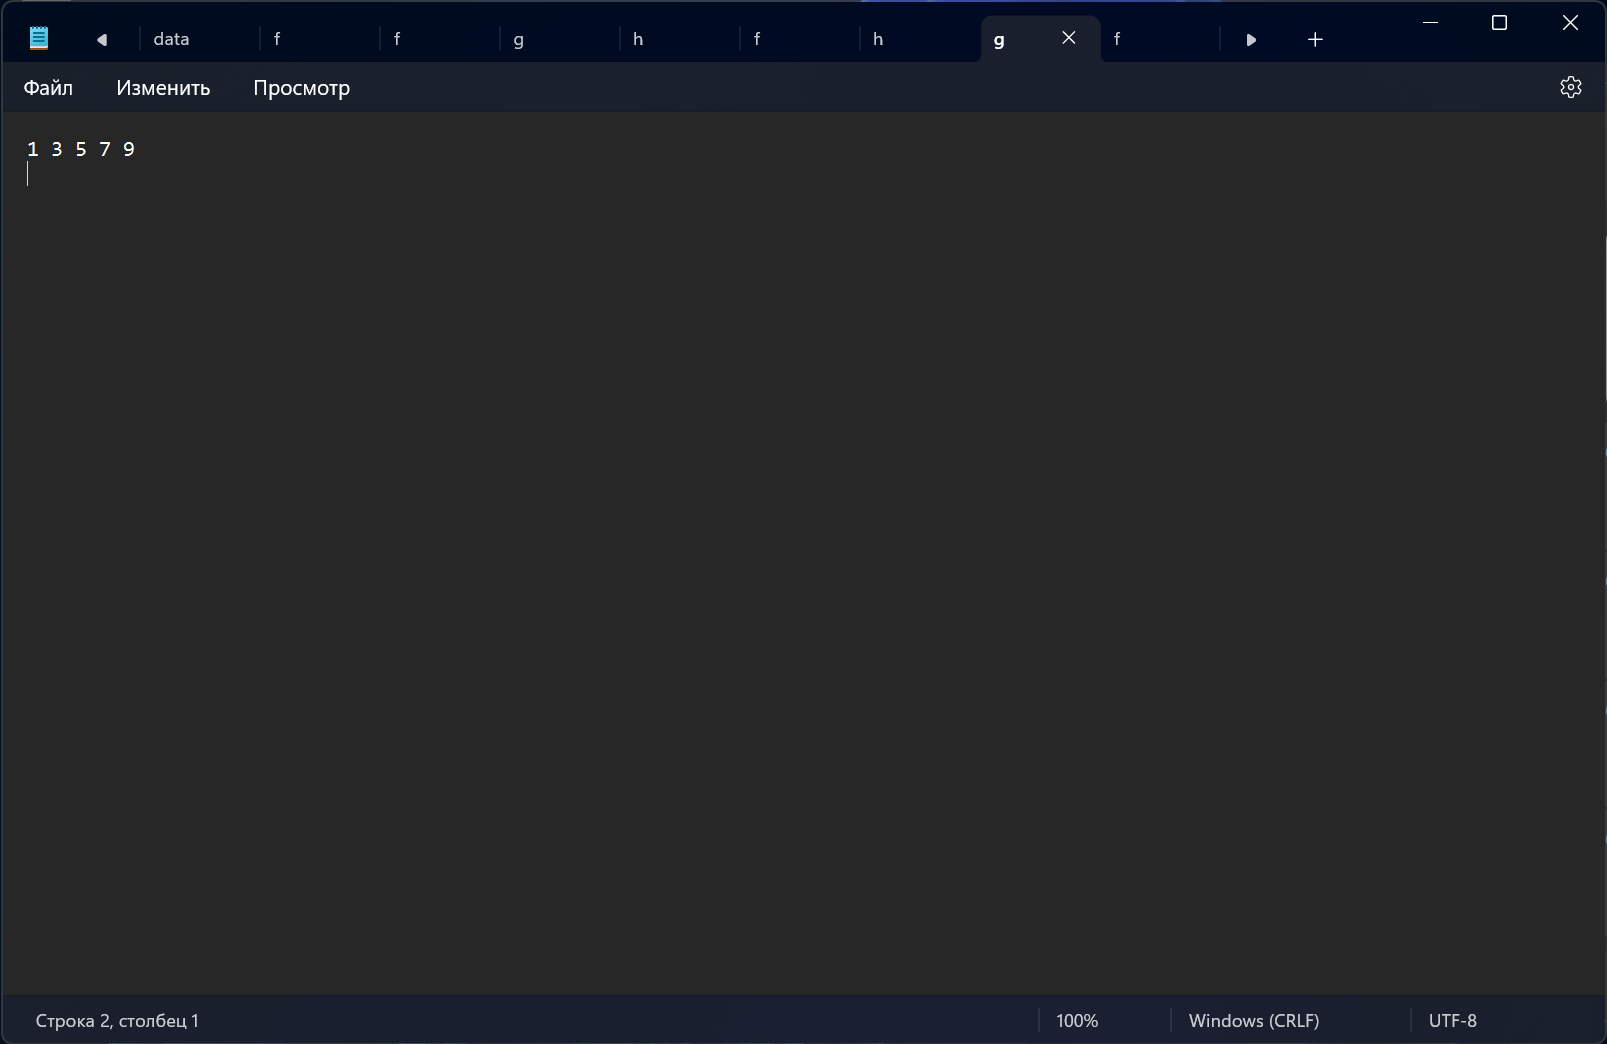 data f f g h f h g f
Файл Изменить Просмотр
1 3 5 7 9
Строка 2, столбец 1 100% Windows (CRLF) UTF-8